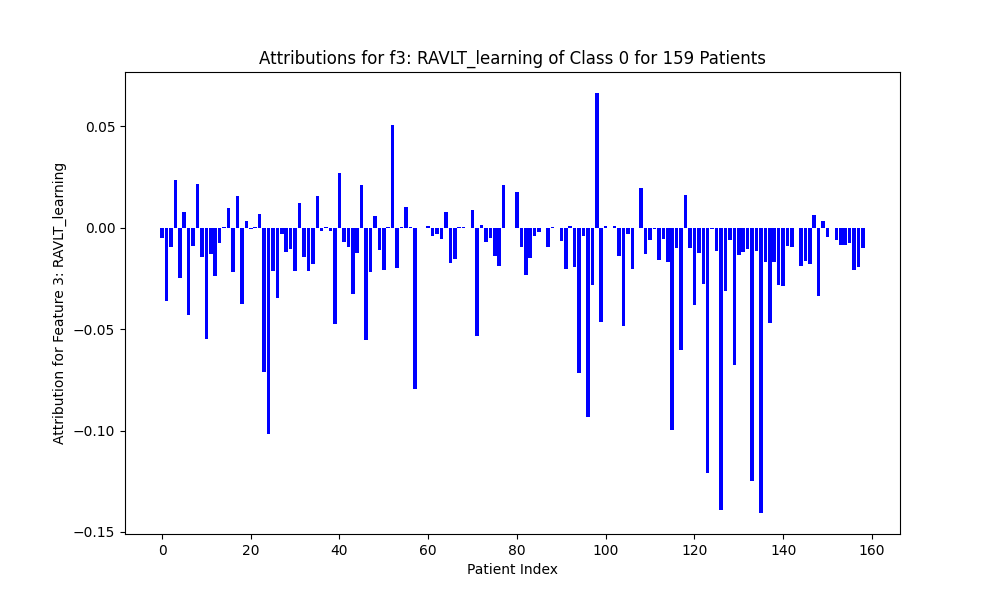 Attributions for f3: RAVLT_learning of Class 0 for 159 Patients
Attribution for Feature 3: RAVLT_learning
0.05
0.00
−0.05
−0.10
−0.15
0 20 40 60 80 100 120 140 160
Patient Index